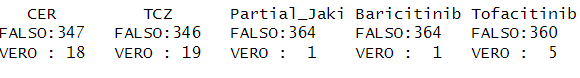 CER TCZ Partial_Jaki Baricitinib Tofacitinib
FALSO:347 FALSO:346 FALSO:364 FALSO:364 FALSO:360
VERO : 18 VERO : 19 VERO : 1 VERO : 1 VERO : 5